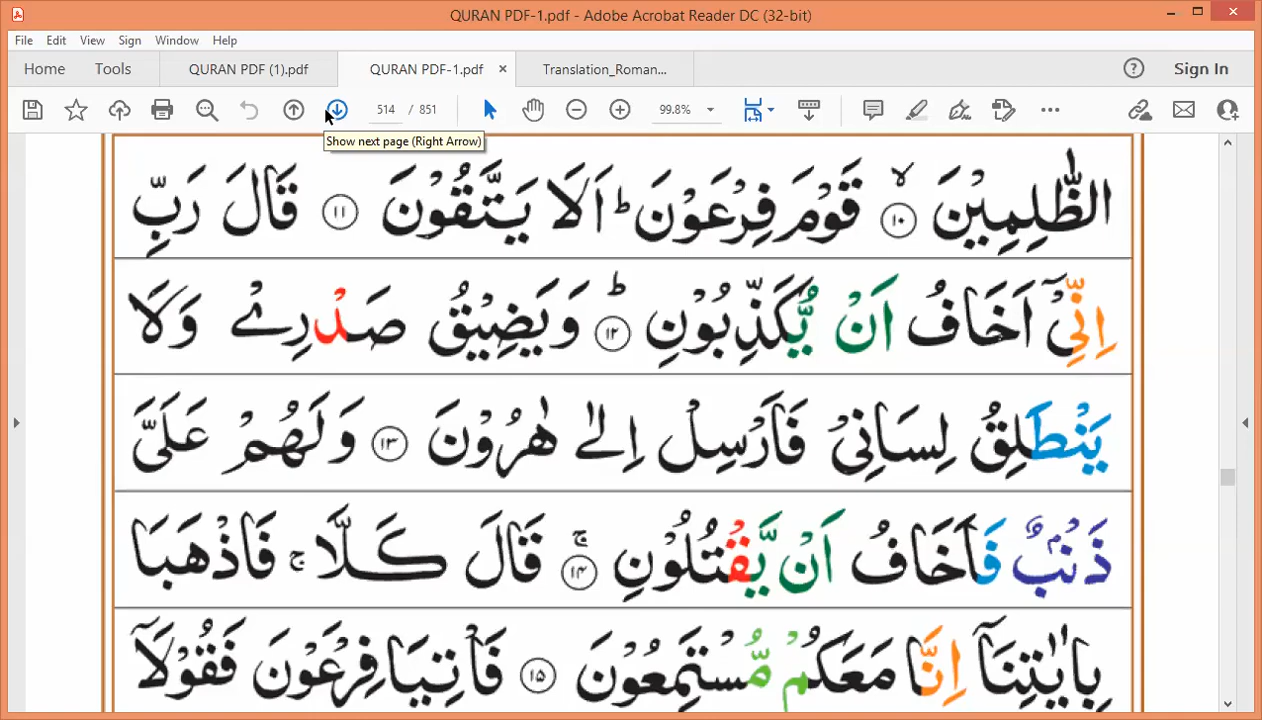 QURAN PDF-1.pdf - Adobe Acrobat Reader DC (32-bit)
File Edit View Sign Window Help
Home Tools QURAN PDF (1).pdf QURAN PDF-1.pdf × Translation_Roman... Sign In
514 / 851 99.8%
Show next page (Right Arrow)
الظّٰلِمِيْنَ ۙ‏ ١٠ قَوْمَ فِرْعَوْنَ ؕ اَلَا يَتَّقُوْنَ ١١ قَالَ رَبِّ
اِنِّيْۤ اَخَافُ اَنْ يُّكَذِّبُوْنِ ؕ ١٢ وَيَضِيْقُ صَدْرِيْ وَلَا
يَنْطَلِقُ لِسَانِيْ فَاَرْسِلْ اِلٰى هٰرُوْنَ ١٣ وَلَهُمْ عَلَيَّ
ذَنْۢبٌ فَاَخَافُ اَنْ يَّقْتُلُوْنِ ۚ ١٤ قَالَ كَلَّا ۚ فَاذْهَبَا
بِاٰيٰتِنَاۤ اِنَّا مَعَكُمْ مُّسْتَمِعُوْنَ ١٥ فَاْتِيَا فِرْعَوْنَ فَقُوْلَاۤ